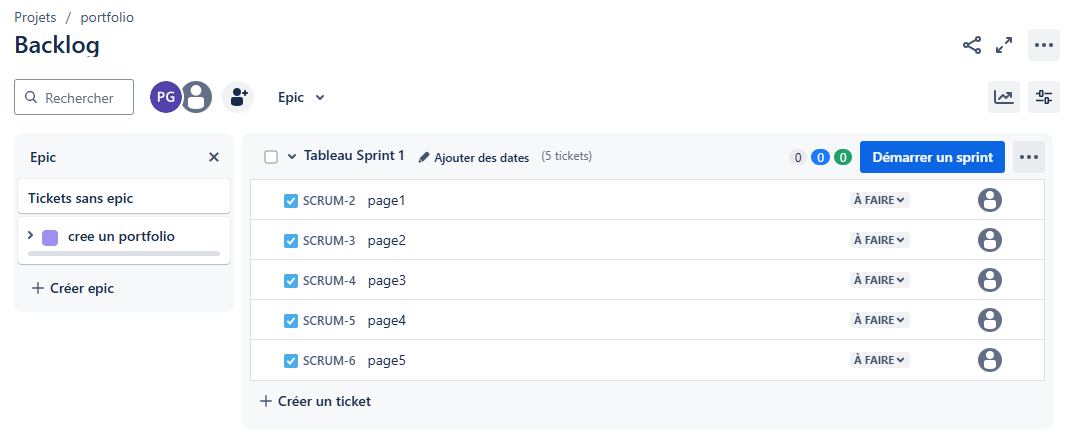 Projets / portfolio
Backlog
Rechercher PG Epic
Epic
Tableau Sprint 1 Ajouter des dates (5 tickets) 0 0 0 Démarrer un sprint
Tickets sans epic
cree un portfolio
Créer epic
SCRUM-2 page1 À FAIRE
SCRUM-3 page2 À FAIRE
SCRUM-4 page3 À FAIRE
SCRUM-5 page4 À FAIRE
SCRUM-6 page5 À FAIRE
Créer un ticket